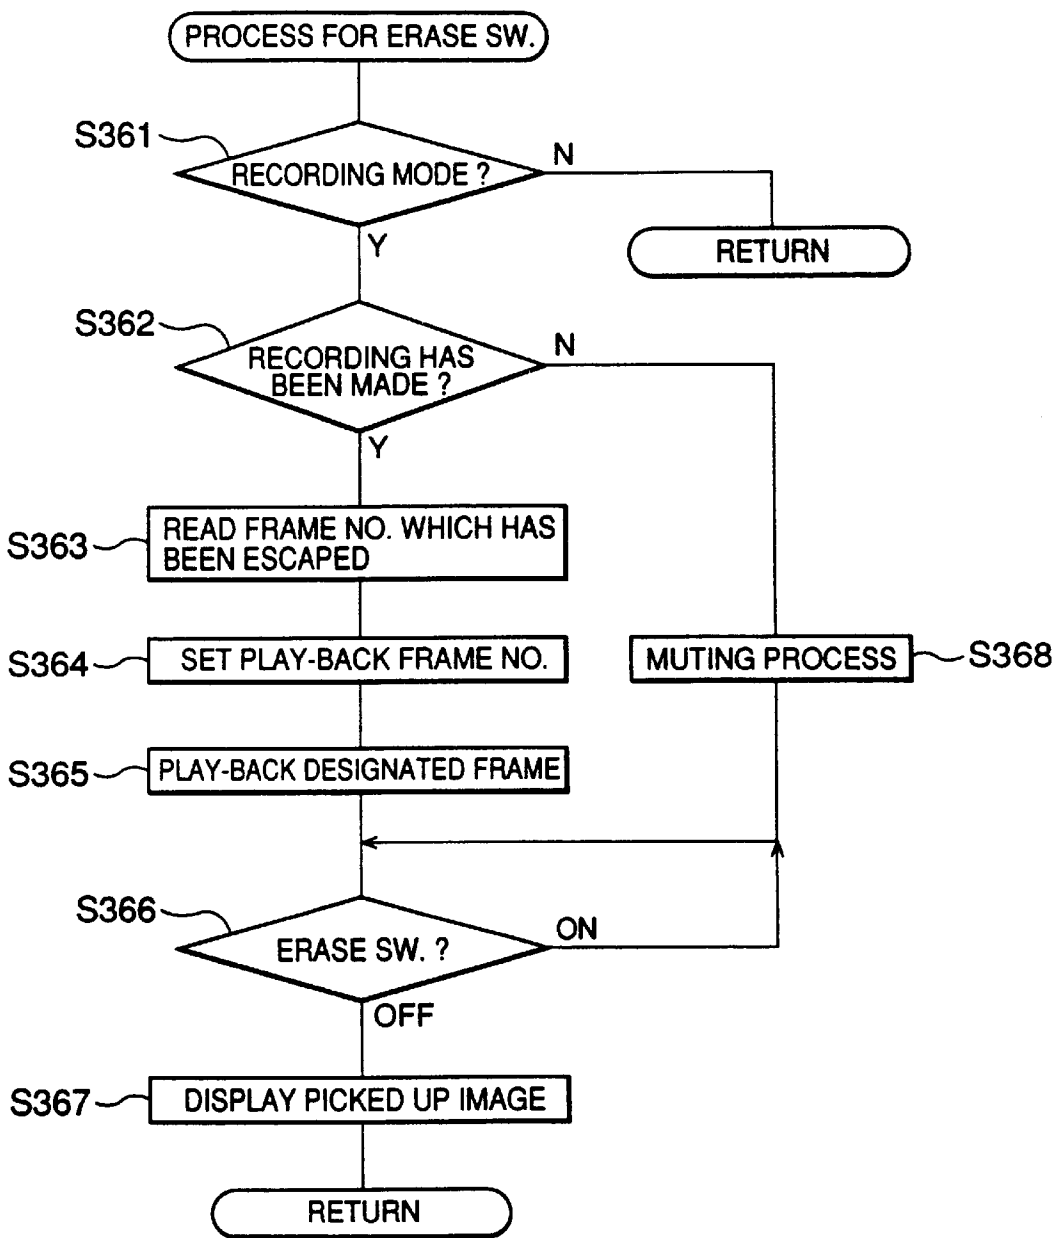 PROCESS FOR ERASE SW.
S361
RECORDING MODE ?
N
Y
RETURN
S362
RECORDING HAS
BEEN MADE ?
N
Y
S363
READ FRAME NO. WHICH HAS
BEEN ESCAPED
S364
SET PLAY-BACK FRAME NO.
MUTING PROCESS
S368
S365
PLAY-BACK DESIGNATED FRAME
S366
ERASE SW. ?
ON
OFF
S367
DISPLAY PICKED UP IMAGE
RETURN